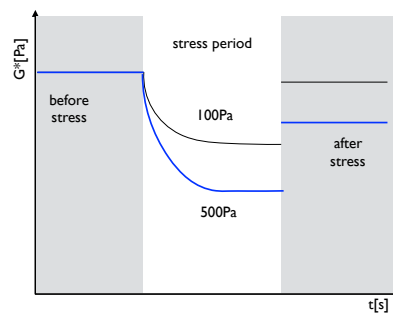 G*[Pa]
stress period
before
stress
100Pa
after
stress
500Pa
t[s]